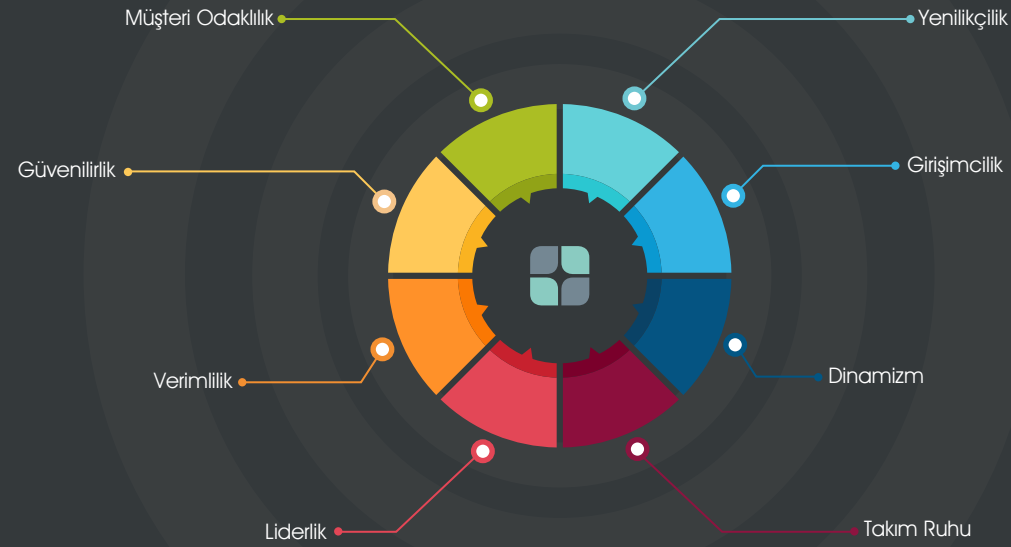 Müşteri Odaklılık
Yenilikçilik
Güvenilirlik
Girişimcilik
Verimlilik
Dinamizm
Liderlik
Takım Ruhu